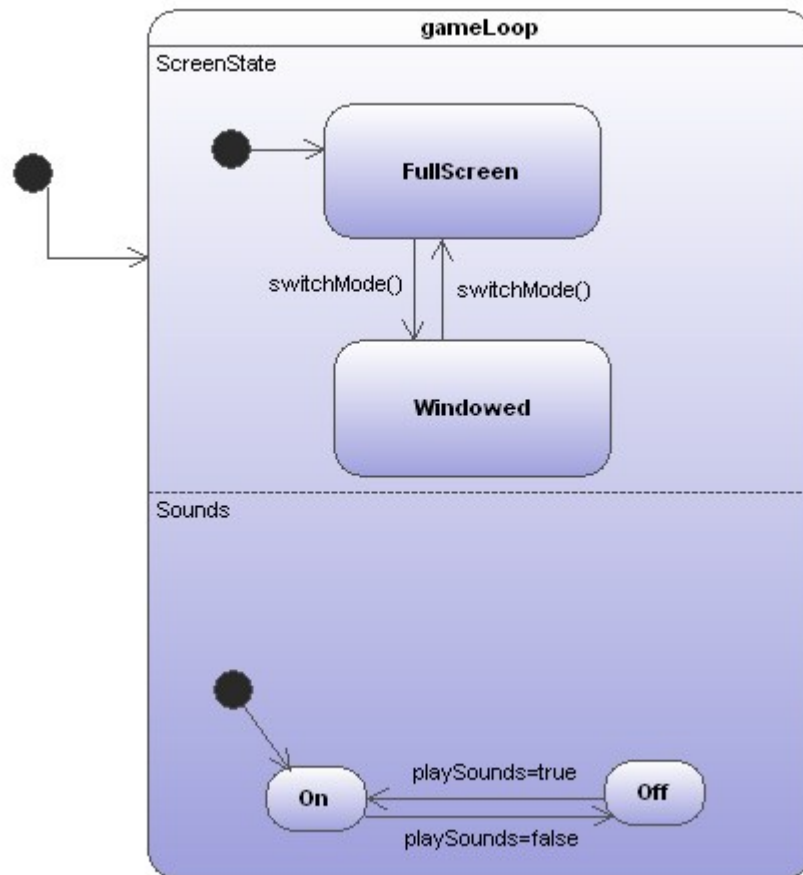 gameLoop
ScreenState
FullScreen
switchMode()
switchMode()
Windowed
Sounds
playSounds=true
On
Off
playSounds=false